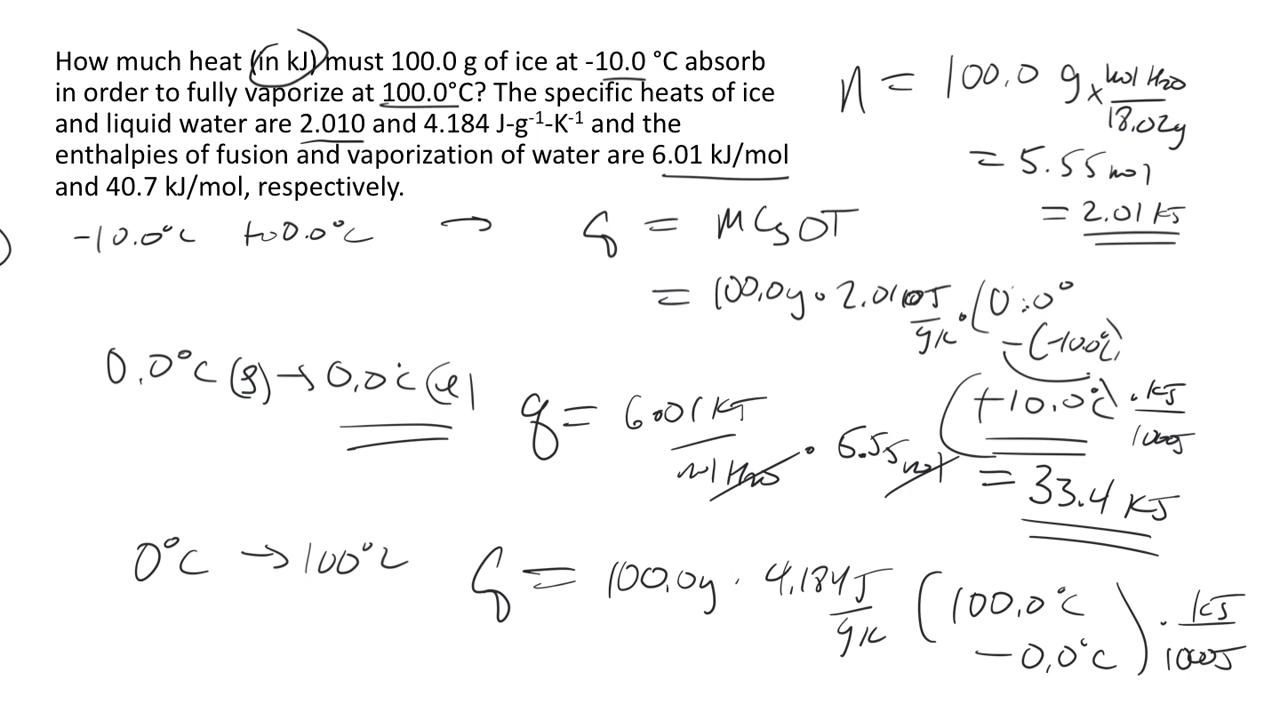 How much heat (in kJ) must 100.0 g of ice at -10.0 °C absorb
in order to fully vaporize at 100.0°C? The specific heats of ice
and liquid water are 2.010 and 4.184 J-g⁻¹-K⁻¹ and the
enthalpies of fusion and vaporization of water are 6.01 kJ/mol
and 40.7 kJ/mol, respectively.
n = 100.0 g x mol H₂O / 18.02g
= 5.55 mol
= 2.01 kJ
-10.0°C to 0.0°C → q = mCsΔT
= 100.0g · 2.010 J/gK · (0.0°
-(-10.0°C)
(+10.0°C) · kJ/1000J
0.0°C (s) → 0.0°C (l)
q = 6.01 kJ / mol H₂O · 5.55 mol
= 33.4 kJ
0°C → 100°C q = 100.0g · 4.184 J/gK (100.0°C
- 0.0°C) · kJ/1000J